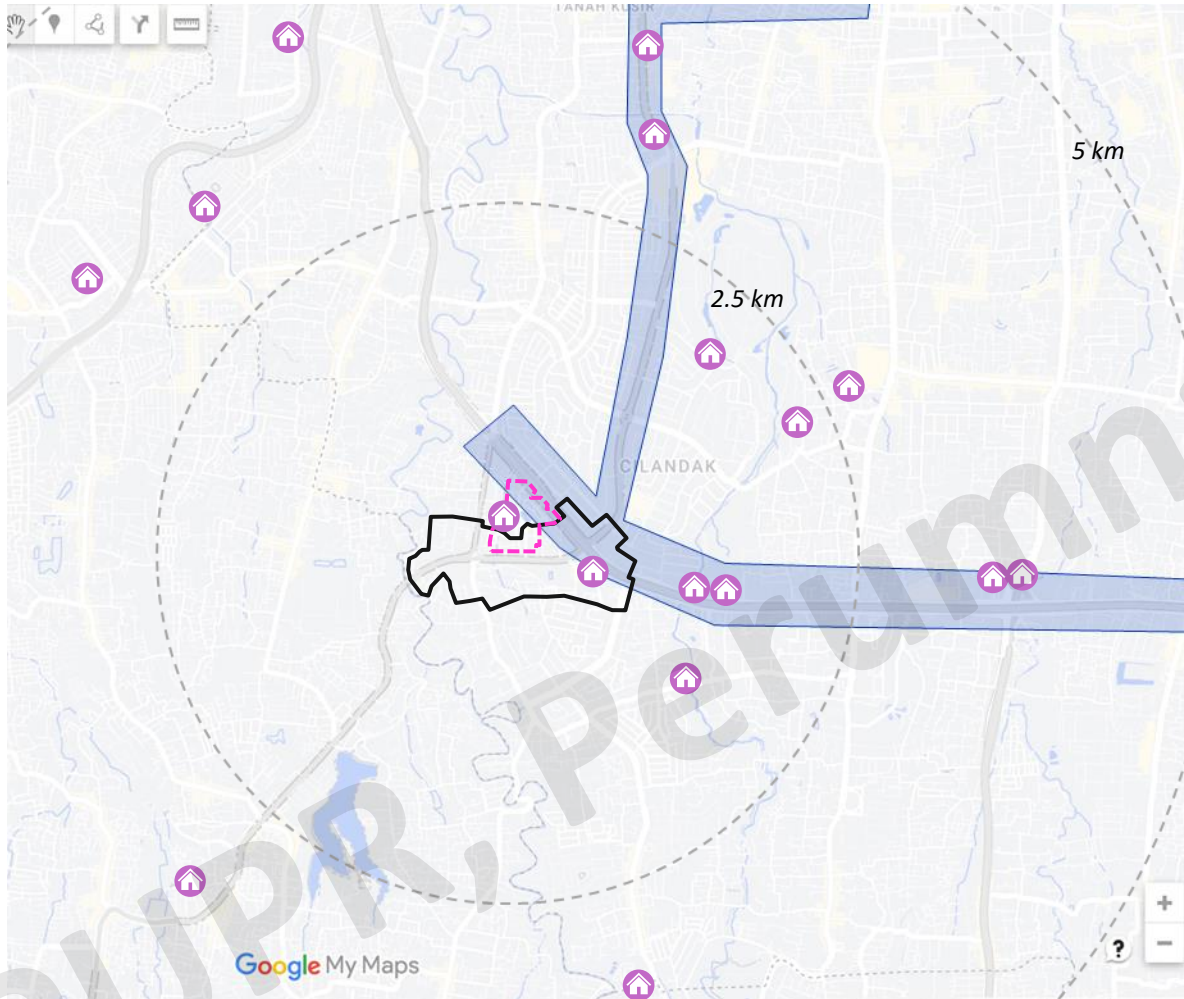 TANAH KUSIR
5 km
2.5 km
CILANDAK
PUPR, Perumn
Google My Maps
+
?
−